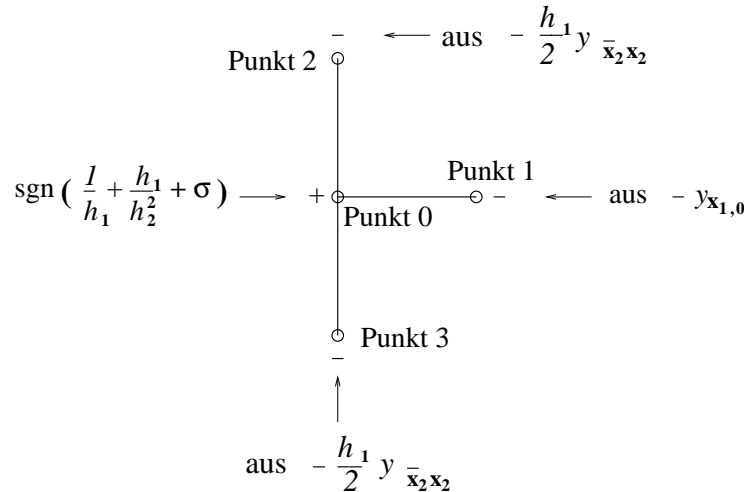 − ← aus − h₁/2 y x̄₂x₂
Punkt 2
sgn ( 1/h₁ + h₁/h₂² + σ ) → +
Punkt 1
− ← aus − y x₁,₀
Punkt 0
Punkt 3
−
↑
aus − h₁/2 y x̄₂x₂